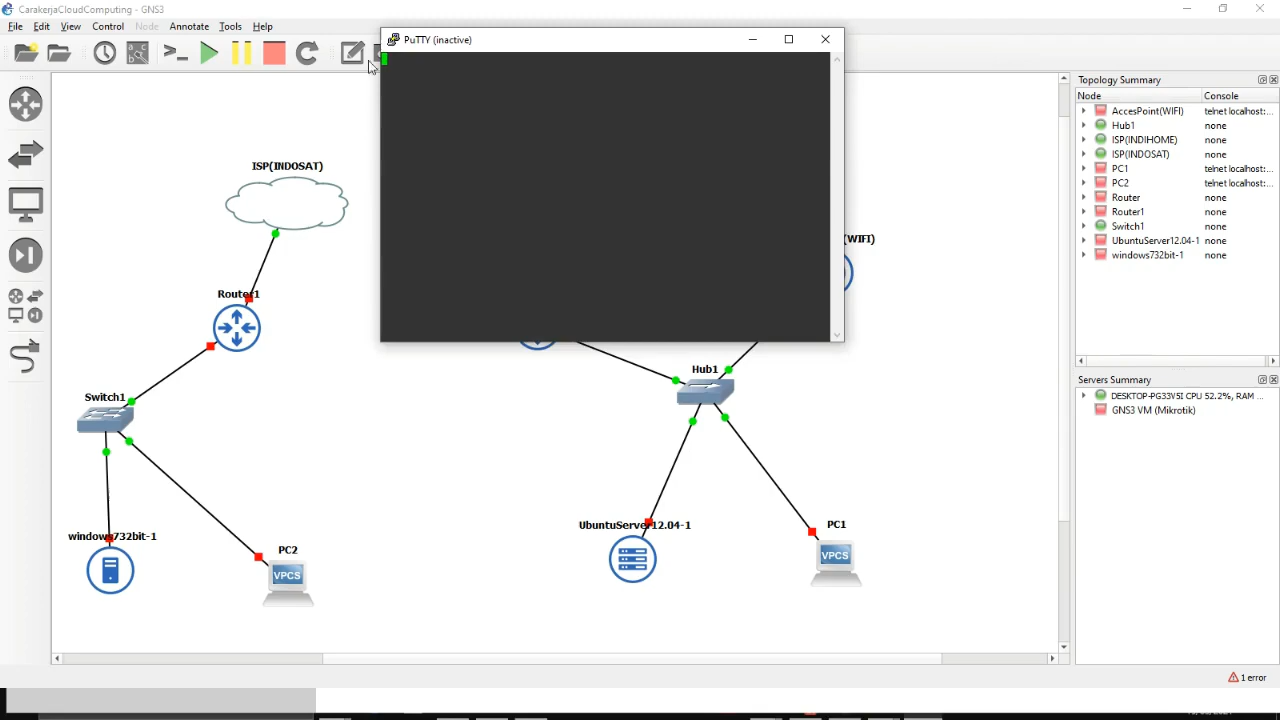 CarakerjaCloudComputing - GNS3
File Edit View Control Node Annotate Tools Help
PuTTY (inactive)
ISP(INDOSAT)
(WIFI)
Router1
Hub1
Switch1
windows732bit-1
PC2
VPCS
UbuntuServer12.04-1
PC1
VPCS
Topology Summary
Node Console
AccesPoint(WIFI) telnet localhost:...
Hub1 none
ISP(INDIHOME) none
ISP(INDOSAT) none
PC1 telnet localhost:...
PC2 telnet localhost:...
Router none
Router1 none
Switch1 none
UbuntuServer12.04-1 none
windows732bit-1 none
Servers Summary
DESKTOP-PG33V5I CPU 52.2%, RAM ...
GNS3 VM (Mikrotik)
1 error